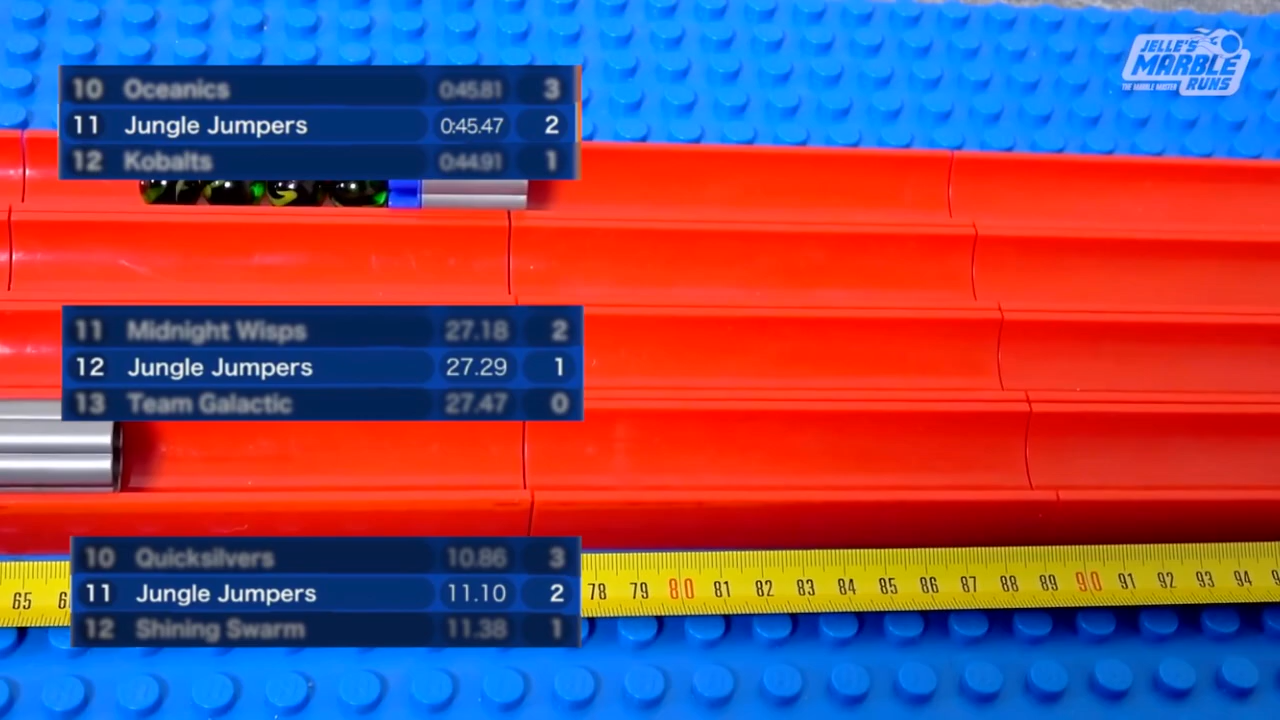 JELLE'S
MARBLE
RUNS
THE MARBLE MASTER
10 Oceanics 0:45.81 3
11 Jungle Jumpers 0:45.47 2
12 Kobalts 0:44.91 1
11 Midnight Wisps 27.18 2
12 Jungle Jumpers 27.29 1
13 Team Galactic 27.47 0
10 Quicksilvers 10.86 3
11 Jungle Jumpers 11.10 2
12 Shining Swarm 11.38 1
65 78 79 80 81 82 83 84 85 86 87 88 89 90 91 92 93 94